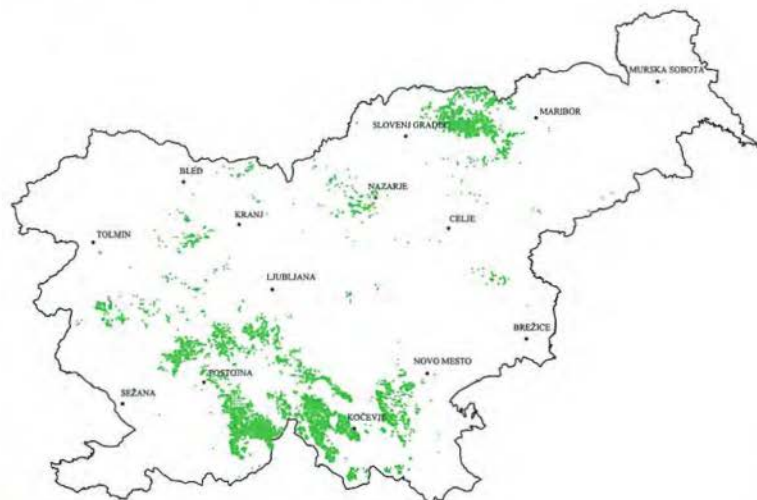 MURSKA SOBOTA
MARIBOR
SLOVENJ GRADEC
BLED
NAZARJE
KRANJ
CELJE
TOLMIN
LJUBLJANA
BREŽICE
NOVO MESTO
POSTOJNA
SEŽANA
KOČEVJE